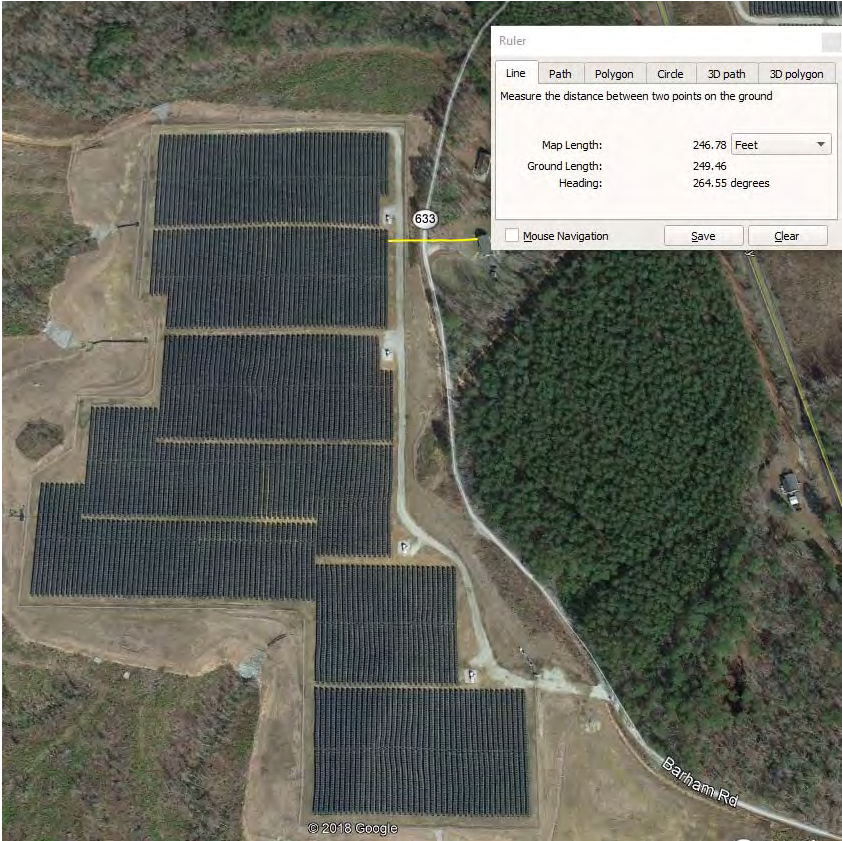 Ruler
Line Path Polygon Circle 3D path 3D polygon
Measure the distance between two points on the ground
Map Length: 246.78 Feet
Ground Length: 249.46
Heading: 264.55 degrees
Mouse Navigation Save Clear
633
Barham Rd
© 2018 Google